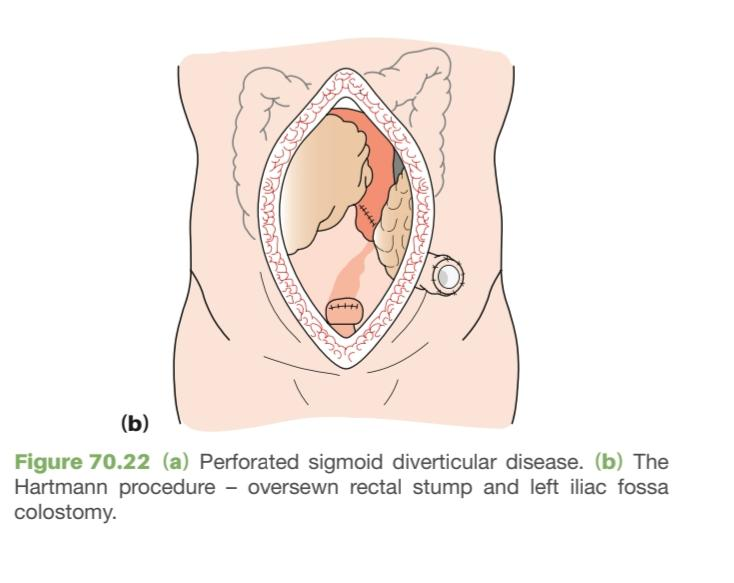 (b)
Figure 70.22 (a) Perforated sigmoid diverticular disease. (b) The
Hartmann procedure – oversewn rectal stump and left iliac fossa
colostomy.